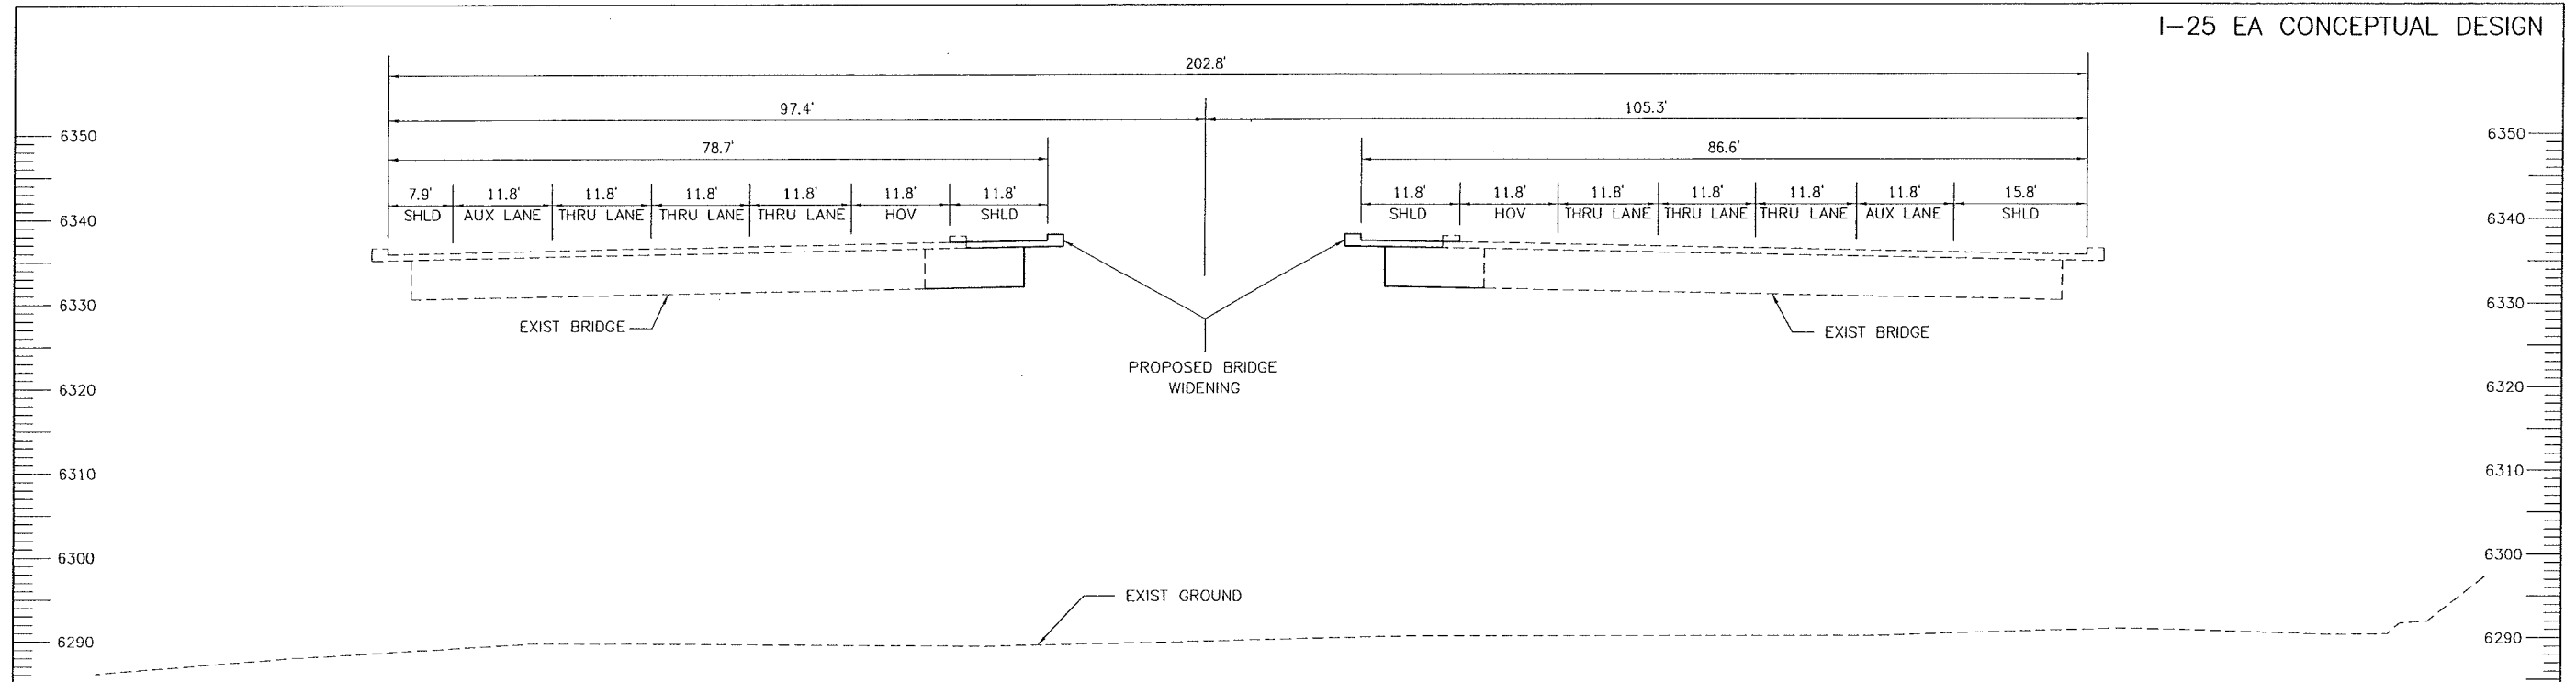 I-25 EA CONCEPTUAL DESIGN
202.8'
97.4' 105.3'
78.7' 86.6'
7.9' 11.8' 11.8' 11.8' 11.8' 11.8' 11.8' 11.8' 11.8' 11.8' 11.8' 11.8' 11.8' 15.8'
SHLD AUX LANE THRU LANE THRU LANE THRU LANE HOV SHLD SHLD HOV THRU LANE THRU LANE THRU LANE AUX LANE SHLD
6350 6350
6340 6340
6330 6330
EXIST BRIDGE EXIST BRIDGE
PROPOSED BRIDGE
WIDENING
6320 6320
6310 6310
6300 6300
EXIST GROUND
6290 6290